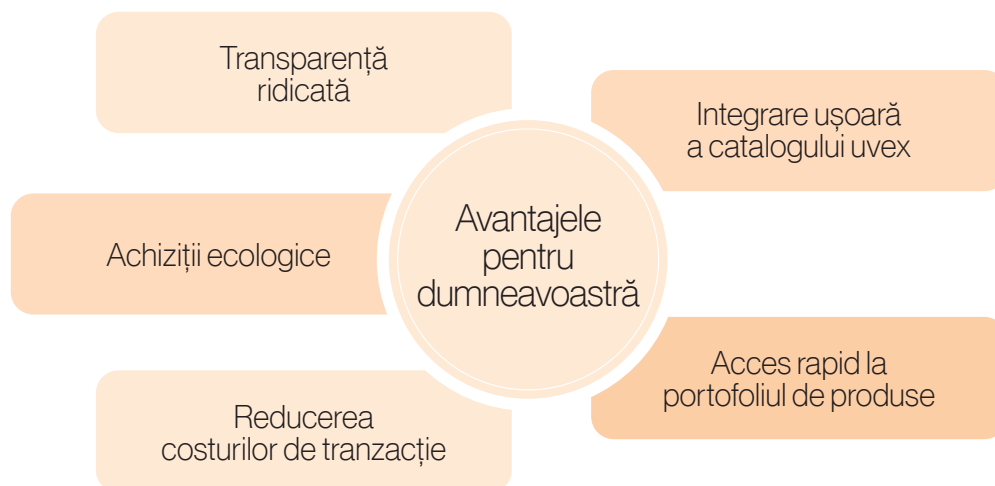 Transparență
ridicată
Integrare ușoară
a catalogului uvex
Achiziții ecologice
Avantajele
pentru
dumneavoastră
Acces rapid la
portofoliul de produse
Reducerea
costurilor de tranzacție